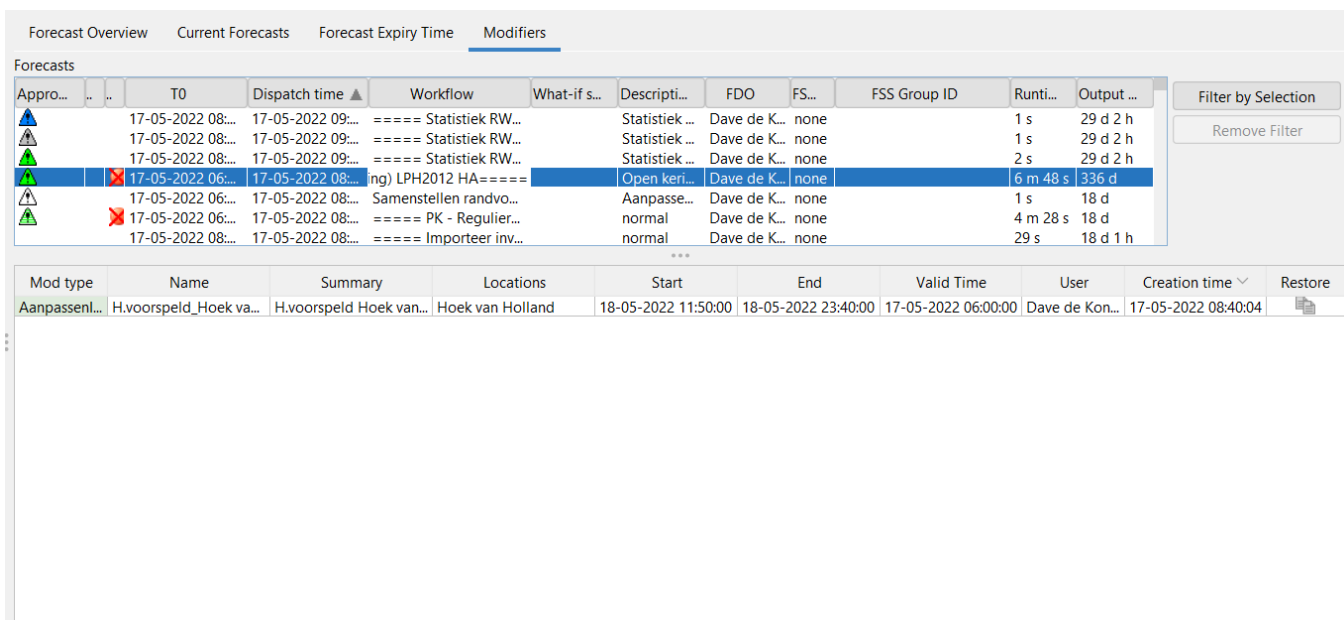 Forecast Overview Current Forecasts Forecast Expiry Time Modifiers
Forecasts
Appro... .. .. T0 Dispatch time Workflow What-if s... Descripti... FDO FS... FSS Group ID Runti... Output ... Filter by Selection
17-05-2022 08:... 17-05-2022 09:... ===== Statistiek RW... Statistiek ... Dave de K... none 1 s 29 d 2 h
17-05-2022 08:... 17-05-2022 09:... ===== Statistiek RW... Statistiek ... Dave de K... none 1 s 29 d 2 h Remove Filter
17-05-2022 08:... 17-05-2022 09:... ===== Statistiek RW... Statistiek ... Dave de K... none 2 s 29 d 2 h
17-05-2022 06:... 17-05-2022 08:... ing) LPH2012 HA===== Open keri... Dave de K... none 6 m 48 s 336 d
17-05-2022 06:... 17-05-2022 08:... Samenstellen randvo... Aanpasse... Dave de K... none 1 s 18 d
17-05-2022 06:... 17-05-2022 08:... ===== PK - Regulier... normal Dave de K... none 4 m 28 s 18 d
17-05-2022 08:... 17-05-2022 08:... ===== Importeer inv... normal Dave de K... none 29 s 18 d 1 h
Mod type Name Summary Locations Start End Valid Time User Creation time Restore
Aanpassenl... H.voorspeld_Hoek va... H.voorspeld Hoek van... Hoek van Holland 18-05-2022 11:50:00 18-05-2022 23:40:00 17-05-2022 06:00:00 Dave de Kon... 17-05-2022 08:40:04